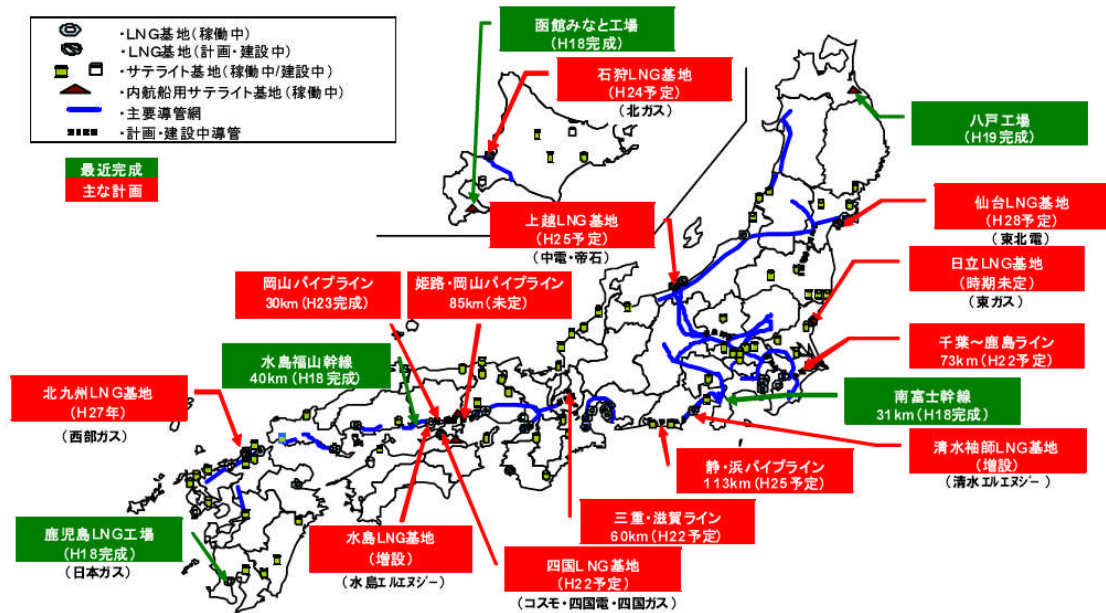 ・LNG基地(稼働中)
・LNG基地(計画・建設中)
・サテライト基地(稼働中/建設中)
・内航船用サテライト基地(稼働中)
・主要導管網
・計画・建設中導管
最近完成
主な計画
函館みなと工場
(H18完成)
石狩LNG基地
(H24予定)
(北ガス)
八戸工場
(H19完成)
上越LNG基地
(H25予定)
(中電・帝石)
仙台LNG基地
(H28予定)
(東北電)
日立LNG基地
(時期未定)
(東ガス)
岡山パイプライン
30km(H23完成)
姫路・岡山パイプライン
85km(未定)
千葉～鹿島ライン
73km(H22予定)
水島福山幹線
40km(H18完成)
北九州LNG基地
(H27年)
(西部ガス)
南富士幹線
31km(H18完成)
清水袖師LNG基地
(増設)
(清水エルエヌジー)
静・浜パイプライン
113km(H25予定)
三重・滋賀ライン
60km(H22予定)
鹿児島LNG工場
(H18完成)
(日本ガス)
水島LNG基地
(増設)
(水島エルエヌジー)
四国LNG基地
(H22予定)
(コスモ・四国電・四国ガス)